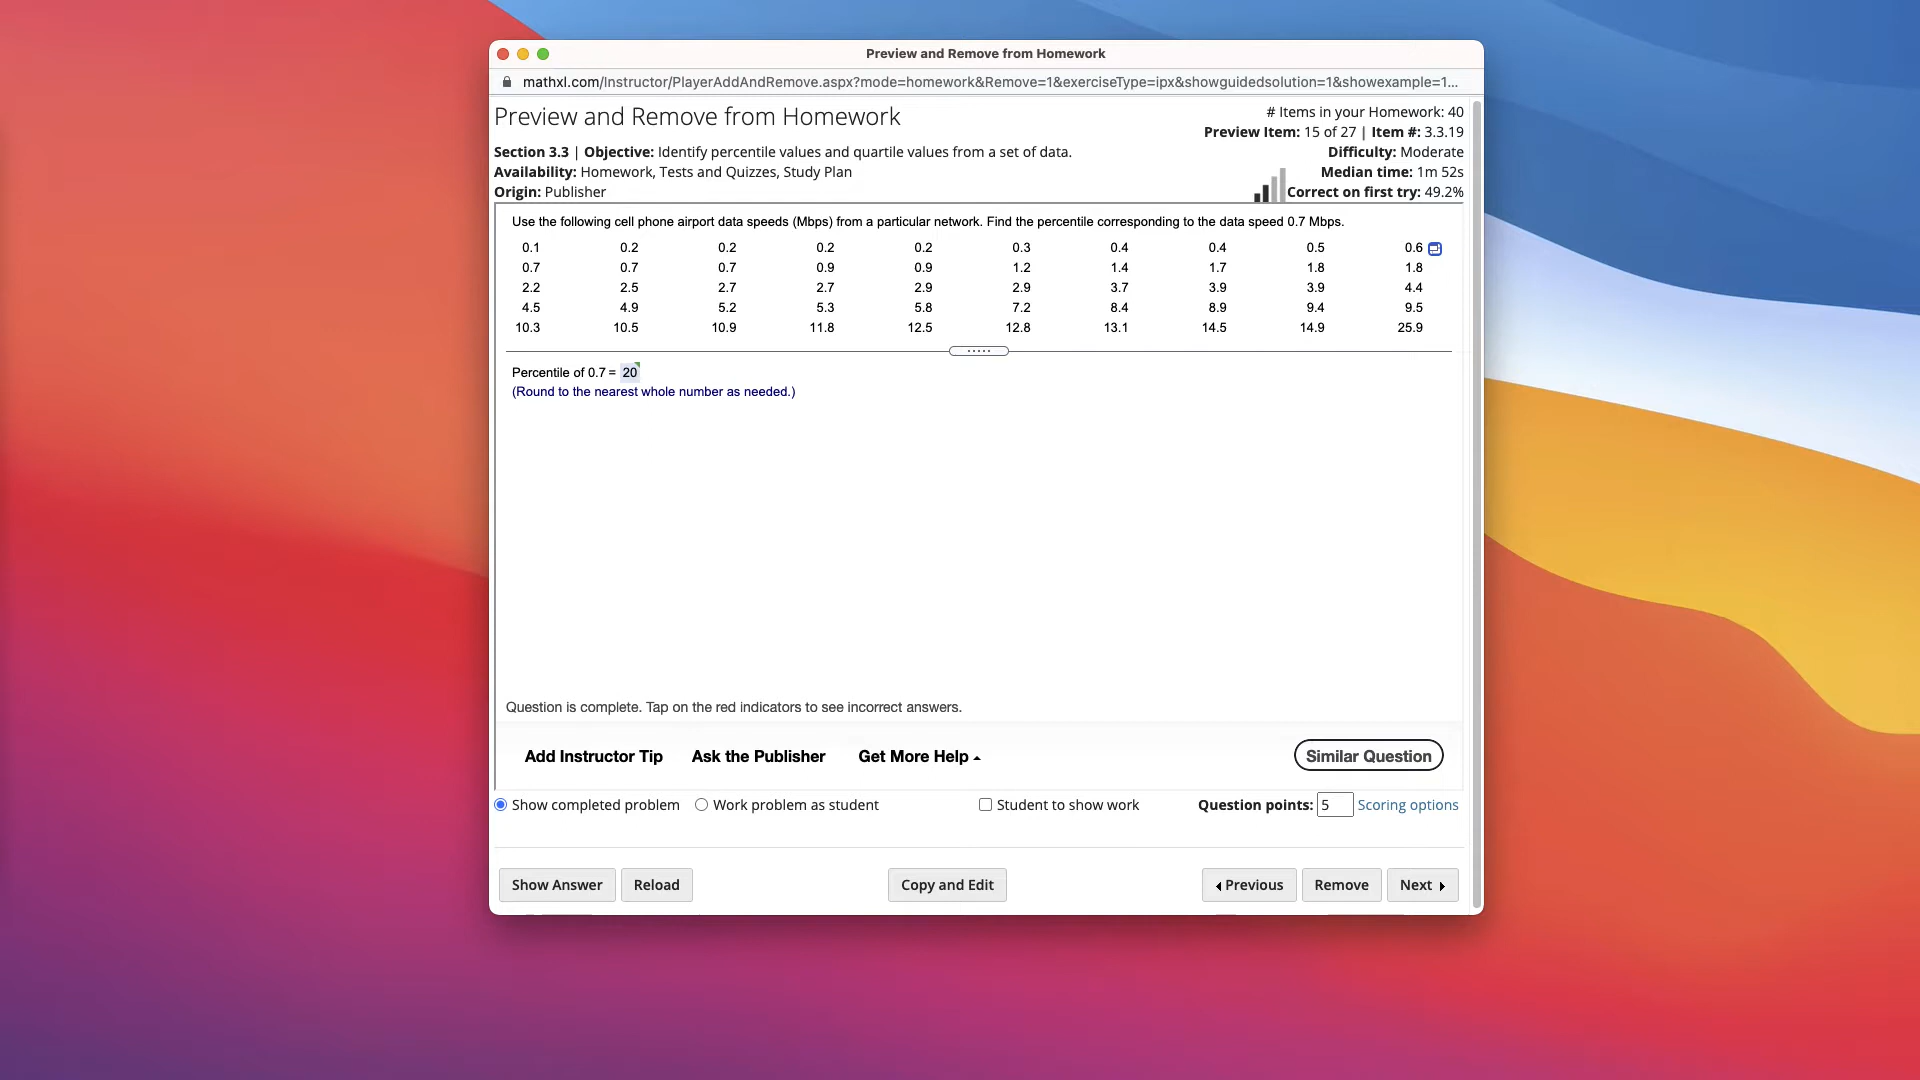 Preview and Remove from Homework
mathxl.com/Instructor/PlayerAddAndRemove.aspx?mode=homework&Remove=1&exerciseType=ipx&showguidedsolution=1&showexample=1...
Preview and Remove from Homework
# Items in your Homework: 40
Preview Item: 15 of 27 | Item #: 3.3.19
Section 3.3 | Objective: Identify percentile values and quartile values from a set of data.
Difficulty: Moderate
Availability: Homework, Tests and Quizzes, Study Plan
Median time: 1m 52s
Origin: Publisher
Correct on first try: 49.2%
Use the following cell phone airport data speeds (Mbps) from a particular network. Find the percentile corresponding to the data speed 0.7 Mbps.
0.1 0.2 0.2 0.2 0.2 0.3 0.4 0.4 0.5 0.6
0.7 0.7 0.7 0.9 0.9 1.2 1.4 1.7 1.8 1.8
2.2 2.5 2.7 2.7 2.9 2.9 3.7 3.9 3.9 4.4
4.5 4.9 5.2 5.3 5.8 7.2 8.4 8.9 9.4 9.5
10.3 10.5 10.9 11.8 12.5 12.8 13.1 14.5 14.9 25.9
Percentile of 0.7 = 20
(Round to the nearest whole number as needed.)
Question is complete. Tap on the red indicators to see incorrect answers.
Add Instructor Tip Ask the Publisher Get More Help Similar Question
Show completed problem Work problem as student Student to show work Question points: 5 Scoring options
Show Answer Reload Copy and Edit Previous Remove Next